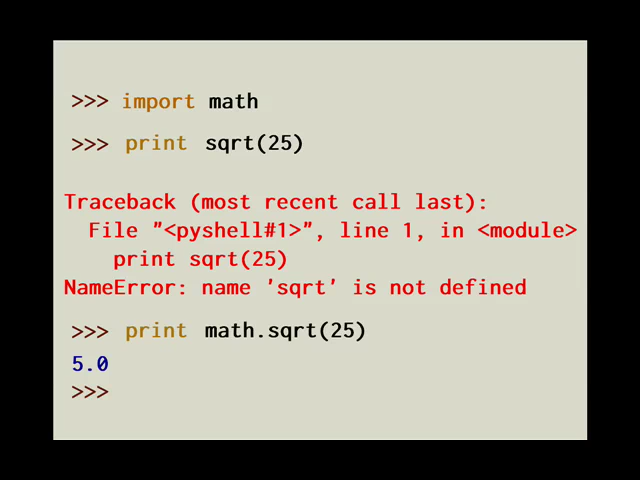 >>> import math
>>> print sqrt(25)
Traceback (most recent call last):
  File "<pyshell#1>", line 1, in <module>
    print sqrt(25)
NameError: name 'sqrt' is not defined
>>> print math.sqrt(25)
5.0
>>>